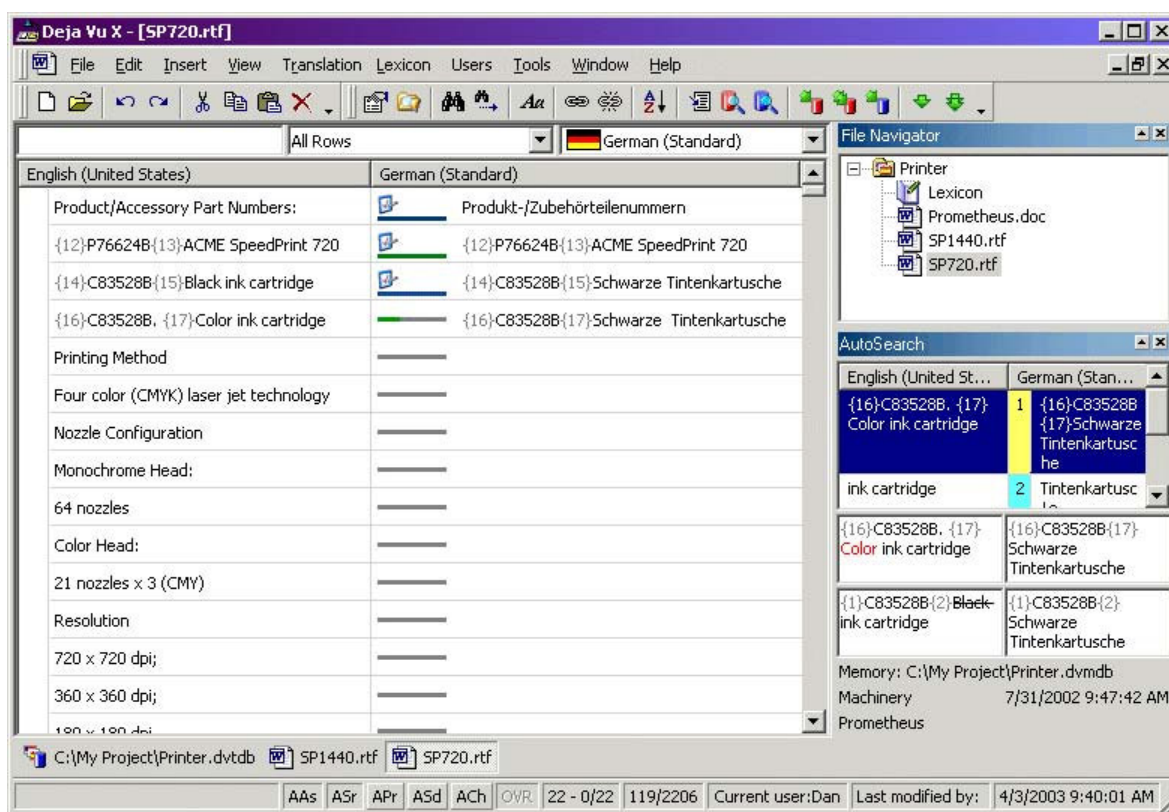 Deja Vu X - [SP720.rtf]
File Edit Insert View Translation Lexicon Users Tools Window Help
All Rows German (Standard)
English (United States) German (Standard)
Product/Accessory Part Numbers: Produkt-/Zubehörteilenummern
{12}P76624B{13}ACME SpeedPrint 720 {12}P76624B{13}ACME SpeedPrint 720
{14}C83528B{15}Black ink cartridge {14}C83528B{15}Schwarze Tintenkartusche
{16}C83528B. {17}Color ink cartridge {16}C83528B{17}Schwarze Tintenkartusche
Printing Method
Four color (CMYK) laser jet technology
Nozzle Configuration
Monochrome Head:
64 nozzles
Color Head:
21 nozzles x 3 (CMY)
Resolution
720 x 720 dpi;
360 x 360 dpi;
180 x 180 dpi
File Navigator
Printer
Lexicon
Prometheus.doc
SP1440.rtf
SP720.rtf
AutoSearch
English (United St... German (Stan...
{16}C83528B. {17} 1 {16}C83528B
Color ink cartridge {17}Schwarze
Tintenkartusc
he
ink cartridge 2 Tintenkartusc
{16}C83528B. {17} {16}C83528B{17}
Color ink cartridge Schwarze
Tintenkartusche
{1}C83528B{2}Black {1}C83528B{2}
ink cartridge Schwarze
Tintenkartusche
Memory: C:\My Project\Printer.dvmdb
Machinery 7/31/2002 9:47:42 AM
Prometheus
C:\My Project\Printer.dvtdb SP1440.rtf SP720.rtf
AAs ASr APr ASd ACh OVR 22 - 0/22 119/2206 Current user:Dan Last modified by: 4/3/2003 9:40:01 AM